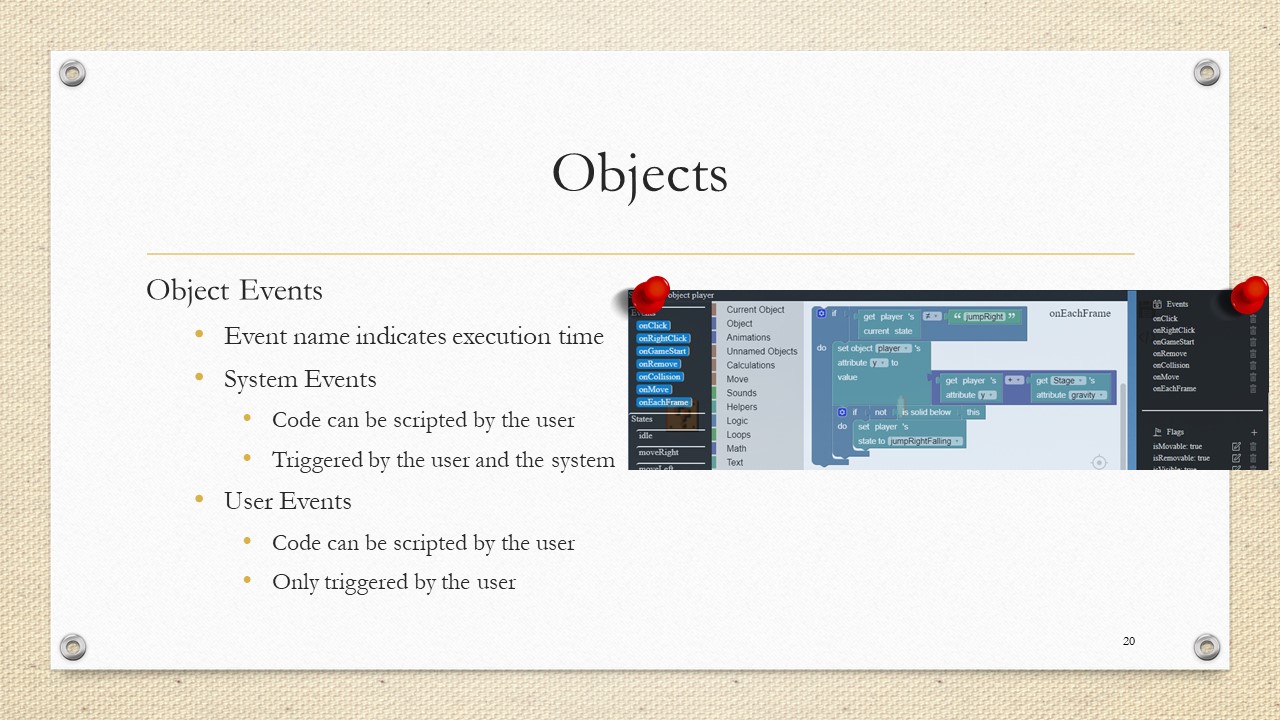 Objects
Object Events
Event name indicates execution time
System Events
Code can be scripted by the user
Triggered by the user and the system
User Events
Code can be scripted by the user
Only triggered by the user
object player
Events
onClick
onRightClick
onGameStart
onRemove
onCollision
onMove
onEachFrame
States
idle
moveRight
moveLeft
Current Object
Object
Animations
Unnamed Objects
Calculations
Move
Sounds
Helpers
Logic
Loops
Math
Text
onEachFrame
if get player 's ≠ “ jumpRight ”
current state
do set object player 's
attribute y to
value
get player 's + get Stage 's
attribute y attribute gravity
if not is solid below this
do set player 's
state to jumpRightFalling
Events
onClick
onRightClick
onGameStart
onRemove
onCollision
onMove
onEachFrame
Flags +
isMovable: true
isRemovable: true
isVisible: true
20